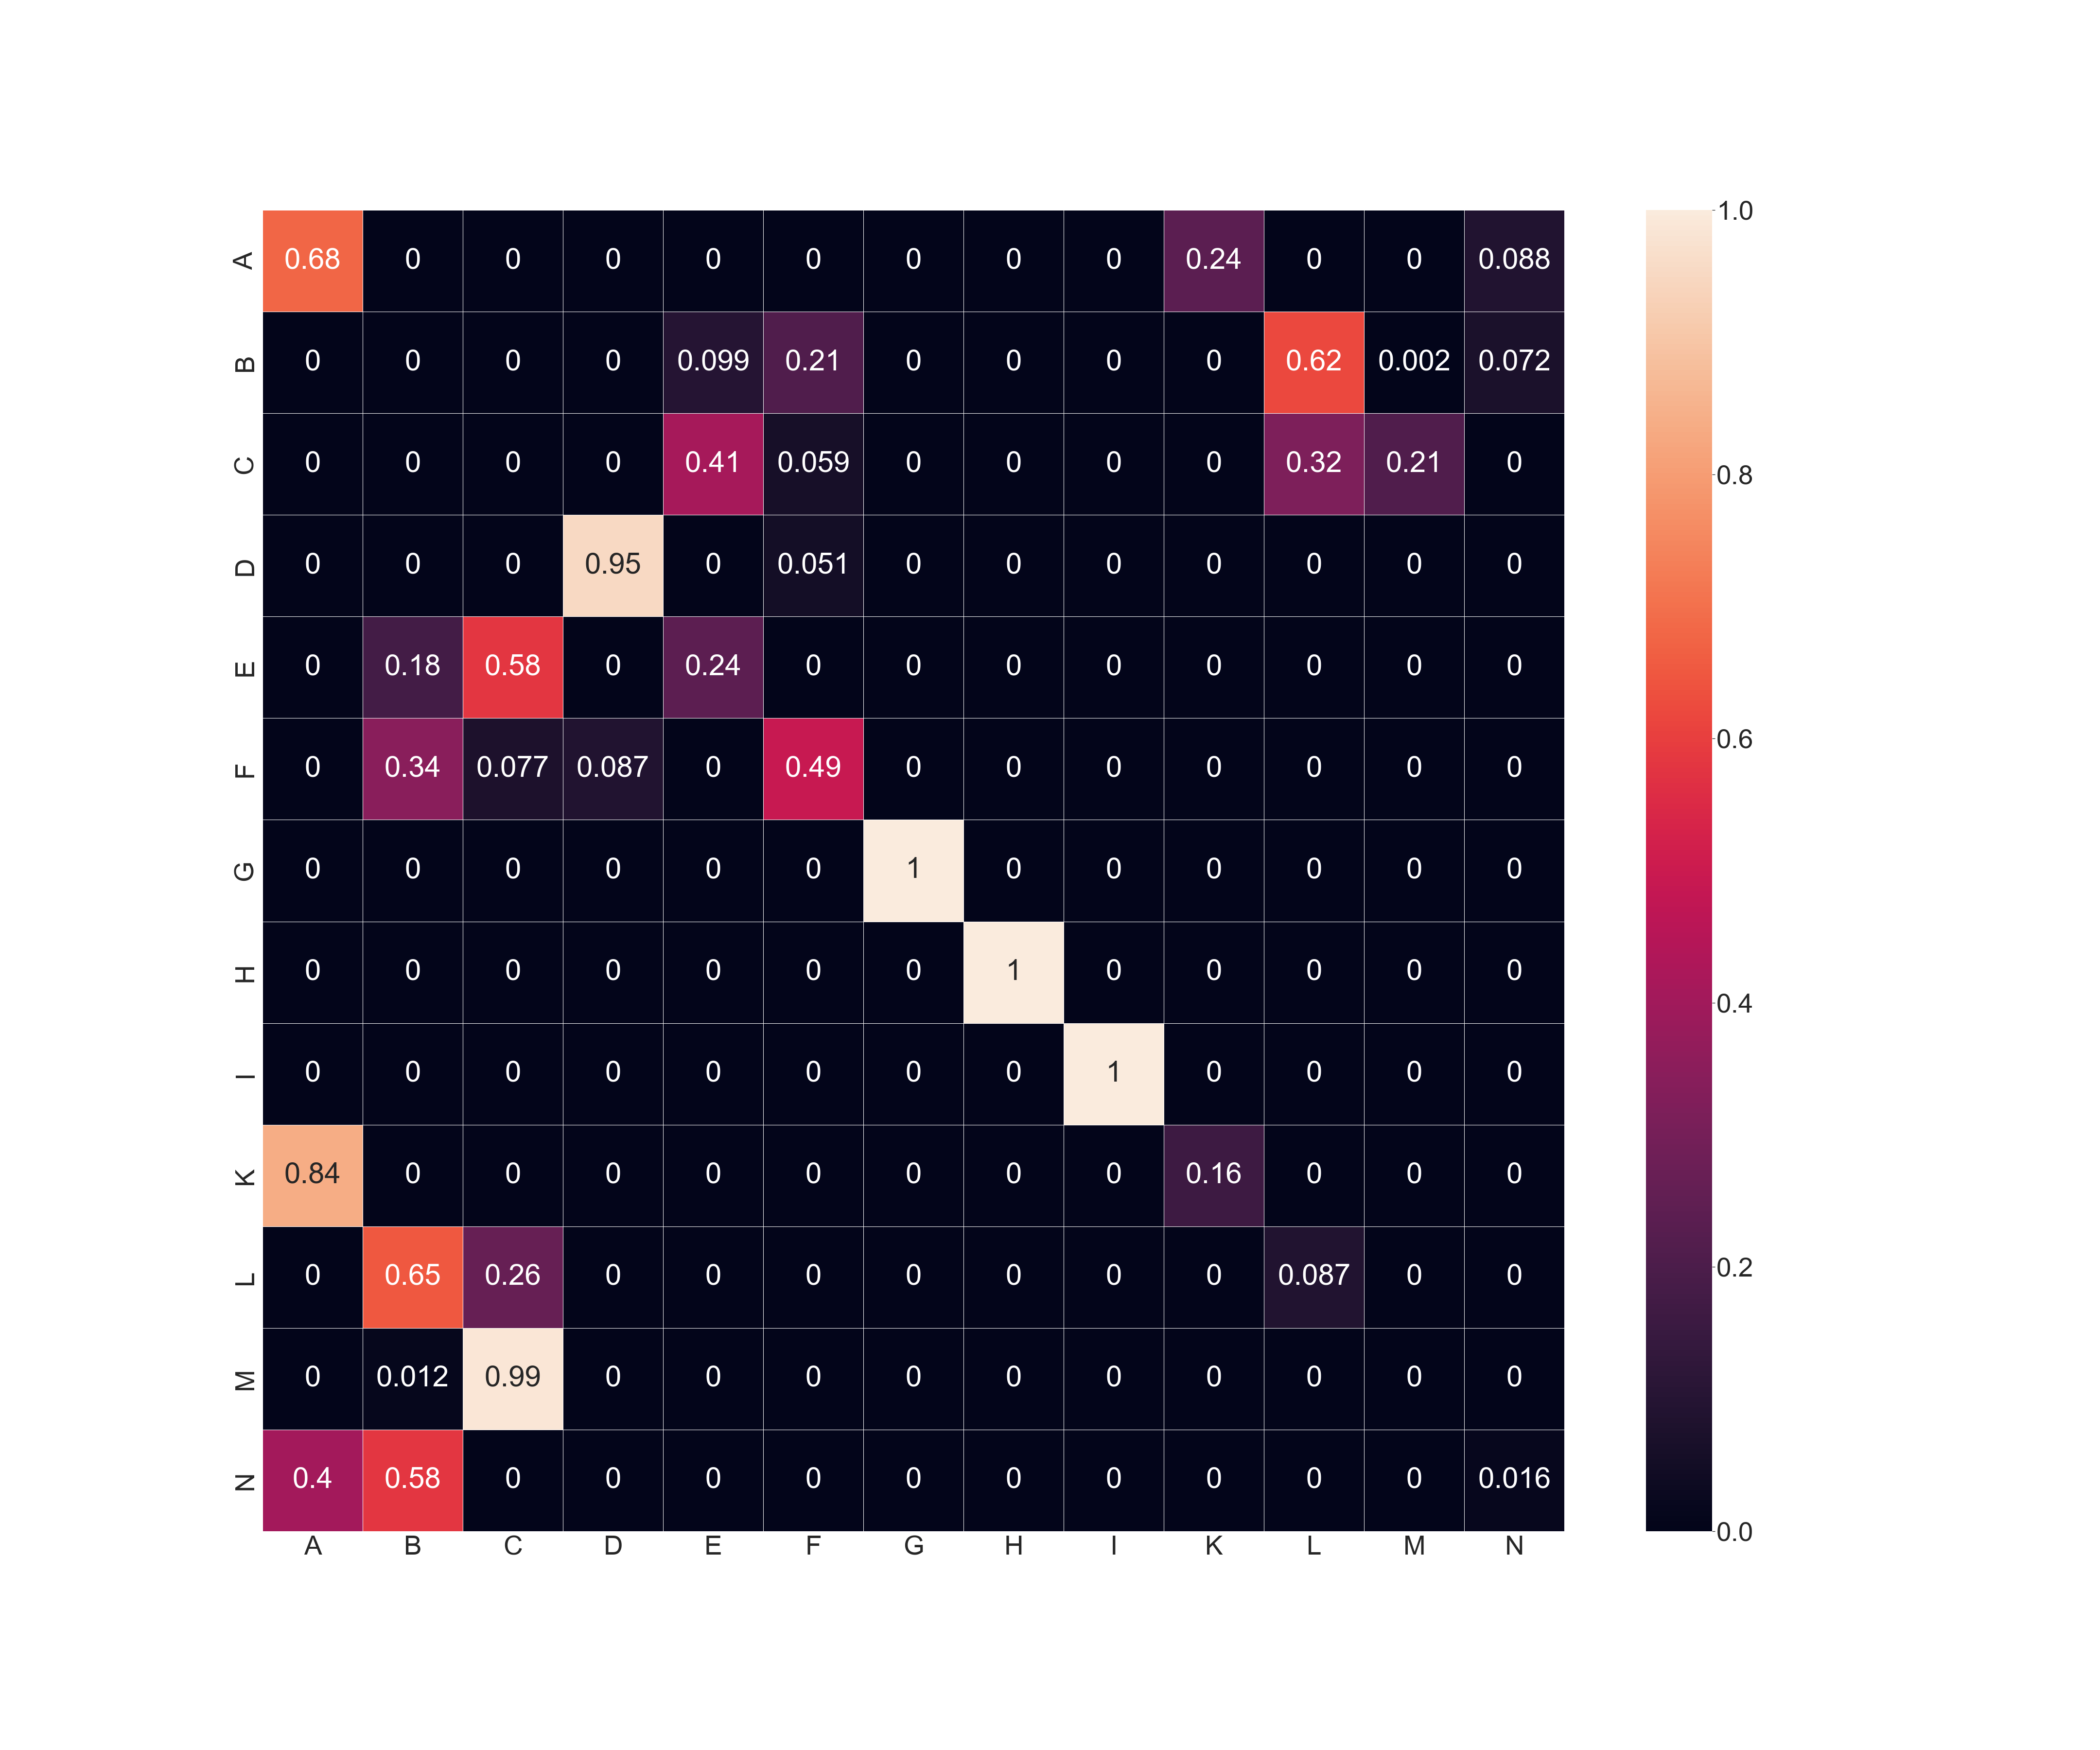 A 0.68 0 0 0 0 0 0 0 0 0.24 0 0 0.088
B 0 0 0 0 0.099 0.21 0 0 0 0 0.62 0.002 0.072
C 0 0 0 0 0.41 0.059 0 0 0 0 0.32 0.21 0
D 0 0 0 0.95 0 0.051 0 0 0 0 0 0 0
E 0 0.18 0.58 0 0.24 0 0 0 0 0 0 0 0
F 0 0.34 0.077 0.087 0 0.49 0 0 0 0 0 0 0
G 0 0 0 0 0 0 1 0 0 0 0 0 0
H 0 0 0 0 0 0 0 1 0 0 0 0 0
I 0 0 0 0 0 0 0 0 1 0 0 0 0
K 0.84 0 0 0 0 0 0 0 0 0.16 0 0 0
L 0 0.65 0.26 0 0 0 0 0 0 0 0.087 0 0
M 0 0.012 0.99 0 0 0 0 0 0 0 0 0 0
N 0.4 0.58 0 0 0 0 0 0 0 0 0 0 0.016
A B C D E F G H I K L M N
1.0
0.8
0.6
0.4
0.2
0.0